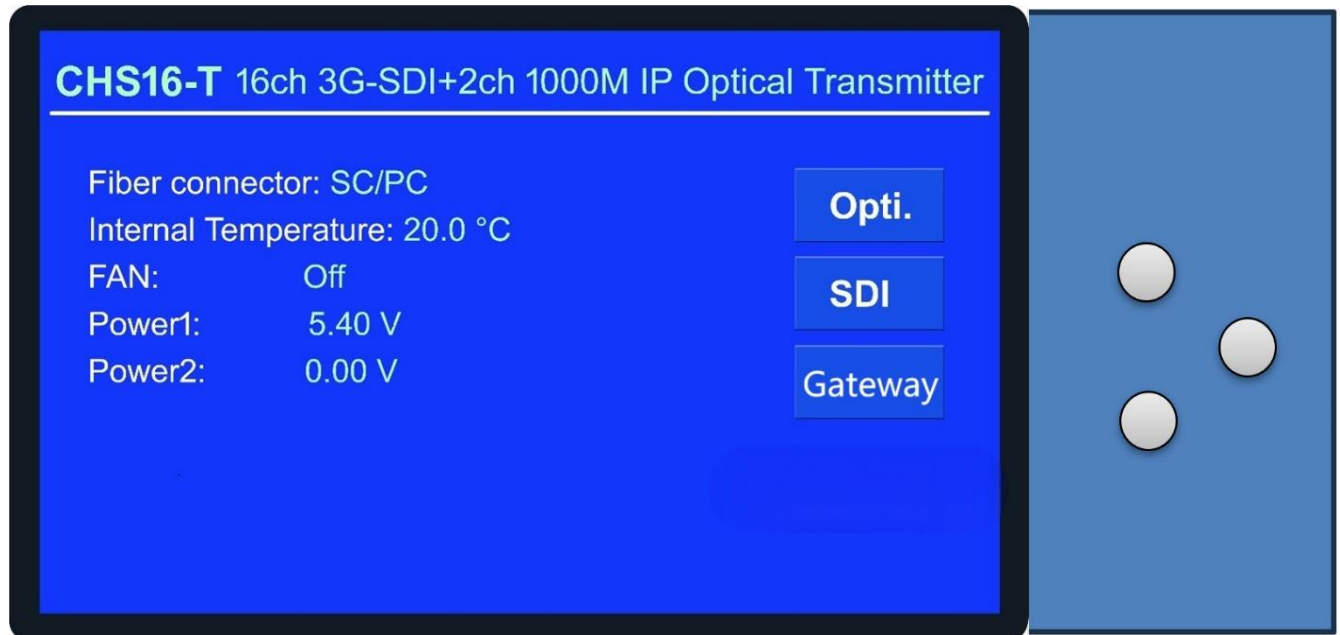 CHS16-T 16ch 3G-SDI+2ch 1000M IP Optical Transmitter
Fiber connector: SC/PC
Internal Temperature: 20.0 °C
FAN: Off
Power1: 5.40 V
Power2: 0.00 V
Opti.
SDI
Gateway